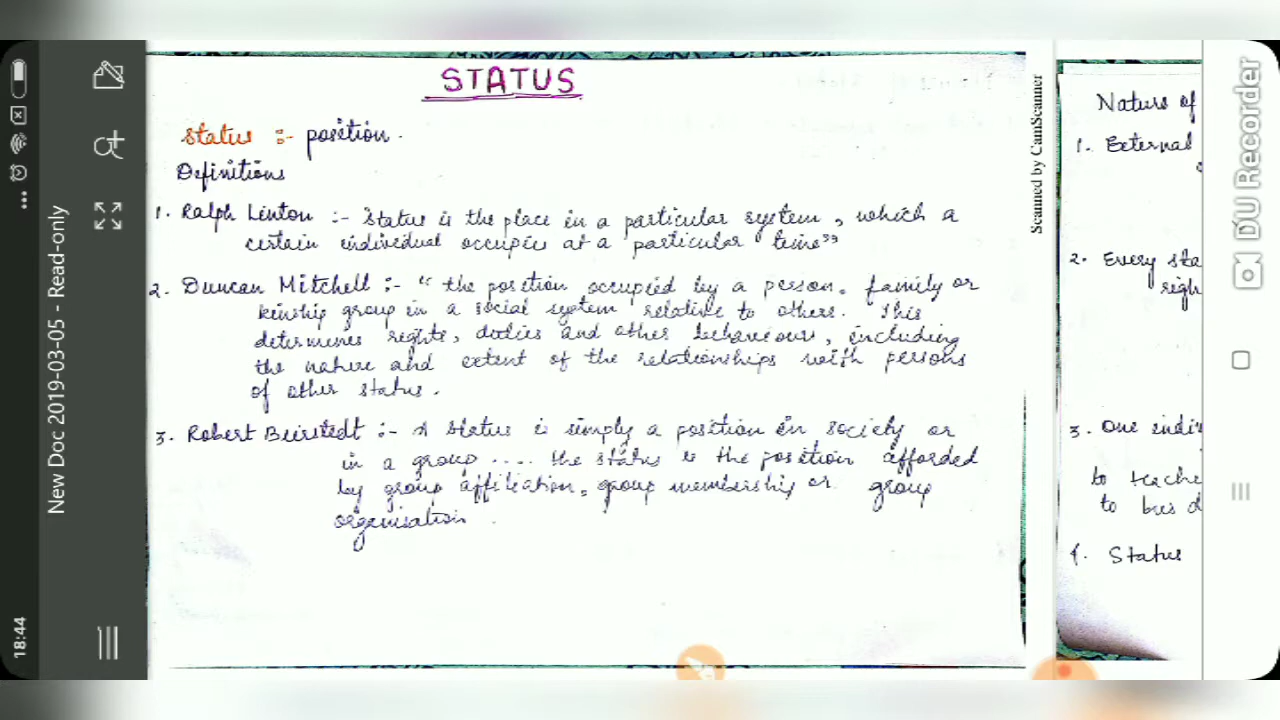 STATUS
Status :- position.
Definitions
1. Ralph Linton :- Status is the place in a particular system, which a
certain individual occupies at a particular time"
2. Duncan Mitchell :- " the position occupied by a person, family or
kinship group in a social system relative to others. This
determines rights, duties and other behaviour, including
the nature and extent of the relationships with persons
of other status.
3. Robert Beirstedt :- A status is simply a position in society or
in a group .... the status is the position afforded
by group affiliation, group membership or group
organisation
Scanned by CamScanner
Nature of
1. External
2. Every sta
righ
3. One indiv
to teache
to
4. Status
New Doc 2019-03-05 - Read-only
18:44
DU Recorder